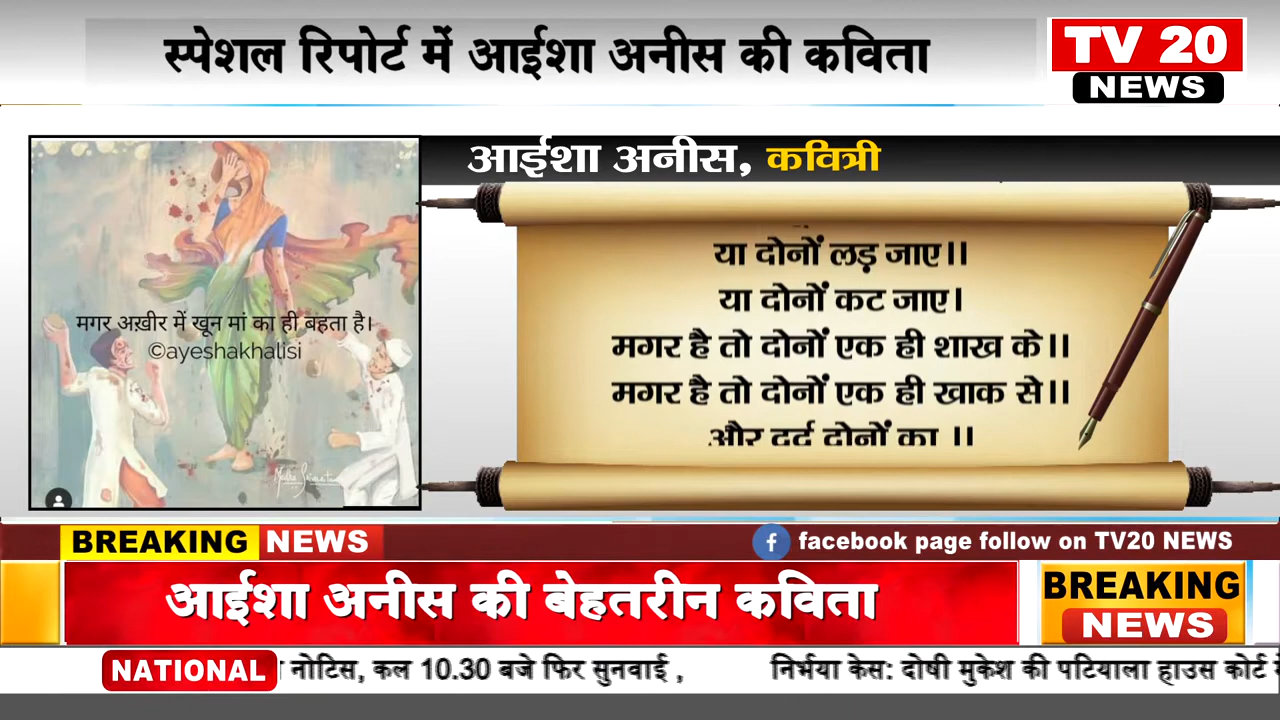 स्पेशल रिपोर्ट में आईशा अनीस की कविता
TV 20
NEWS
आईशा अनीस, कवित्री
या दोनों लड़ जाए।।
या दोनों कट जाए।
मगर है तो दोनों एक ही शाख के।।
मगर है तो दोनों एक ही खाक से।।
और दर्द दोनों का ।।
मगर अख़ीर में खून मां का ही बहता है।
©ayeshakhalisi
BREAKING NEWS
facebook page follow on TV20 NEWS
आईशा अनीस की बेहतरीन कविता
BREAKING
NEWS
NATIONAL
नोटिस, कल 10.30 बजे फिर सुनवाई , निर्भया केस: दोषी मुकेश की पटियाला हाउस कोर्ट